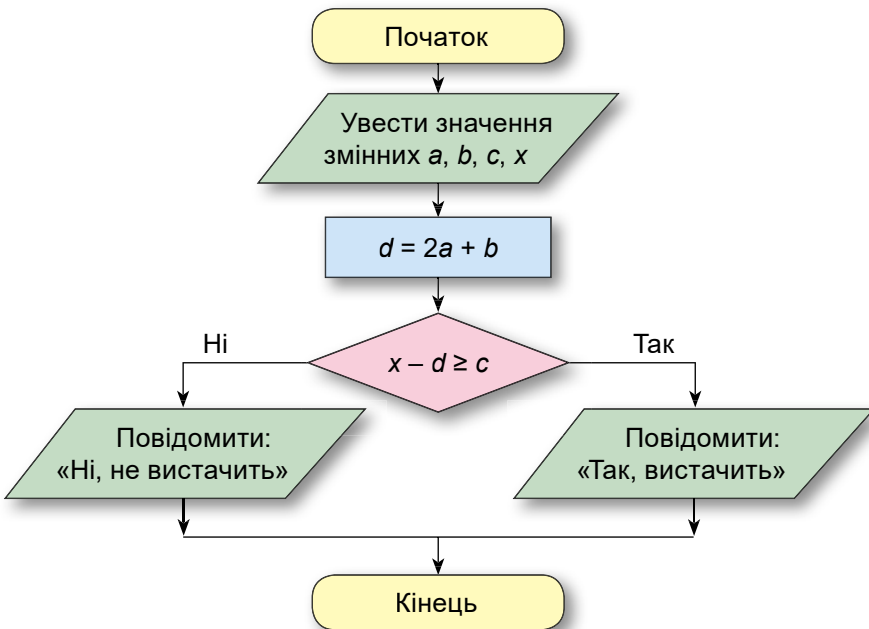 Початок
Увести значення
змінних a, b, c, x
d = 2a + b
Ні
Так
x – d ≥ c
Повідомити:
«Ні, не вистачить»
Повідомити:
«Так, вистачить»
Кінець